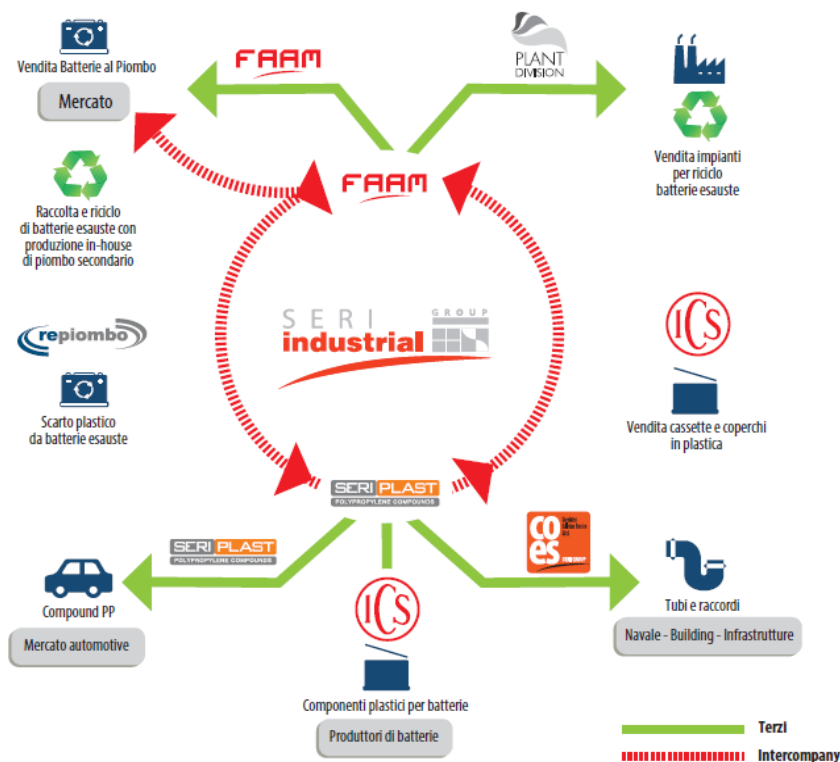 FAAM
PLANT
DIVISION
Vendita Batterie al Piombo
Mercato
FAAM
Vendita impianti
per riciclo
batterie esauste
Raccolta e riciclo
di batterie esauste con
produzione in-house
di piombo secondario
SERI
GROUP
industrial
ICS
repiombo
Scarto plastico
da batterie esauste
Vendita cassette e coperchi
in plastica
SERI PLAST
POLYPROPYLENE COMPOUNDS
SERI PLAST
POLYPROPYLENE COMPOUNDS
co
es
Compound PP
Mercato automotive
ICS
Tubi e raccordi
Navale - Building - Infrastrutture
Componenti plastici per batterie
Produttori di batterie
Terzi
Intercompany